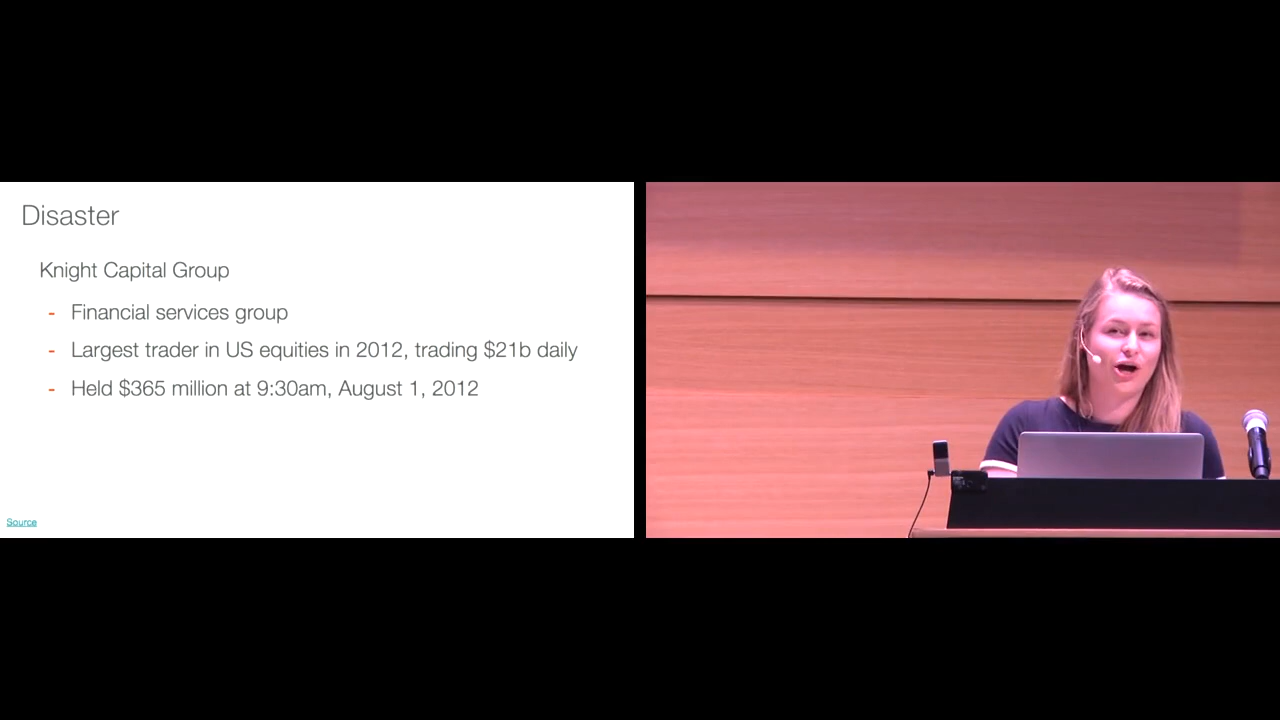 Disaster
Knight Capital Group
- Financial services group
- Largest trader in US equities in 2012, trading $21b daily
- Held $365 million at 9:30am, August 1, 2012
Source